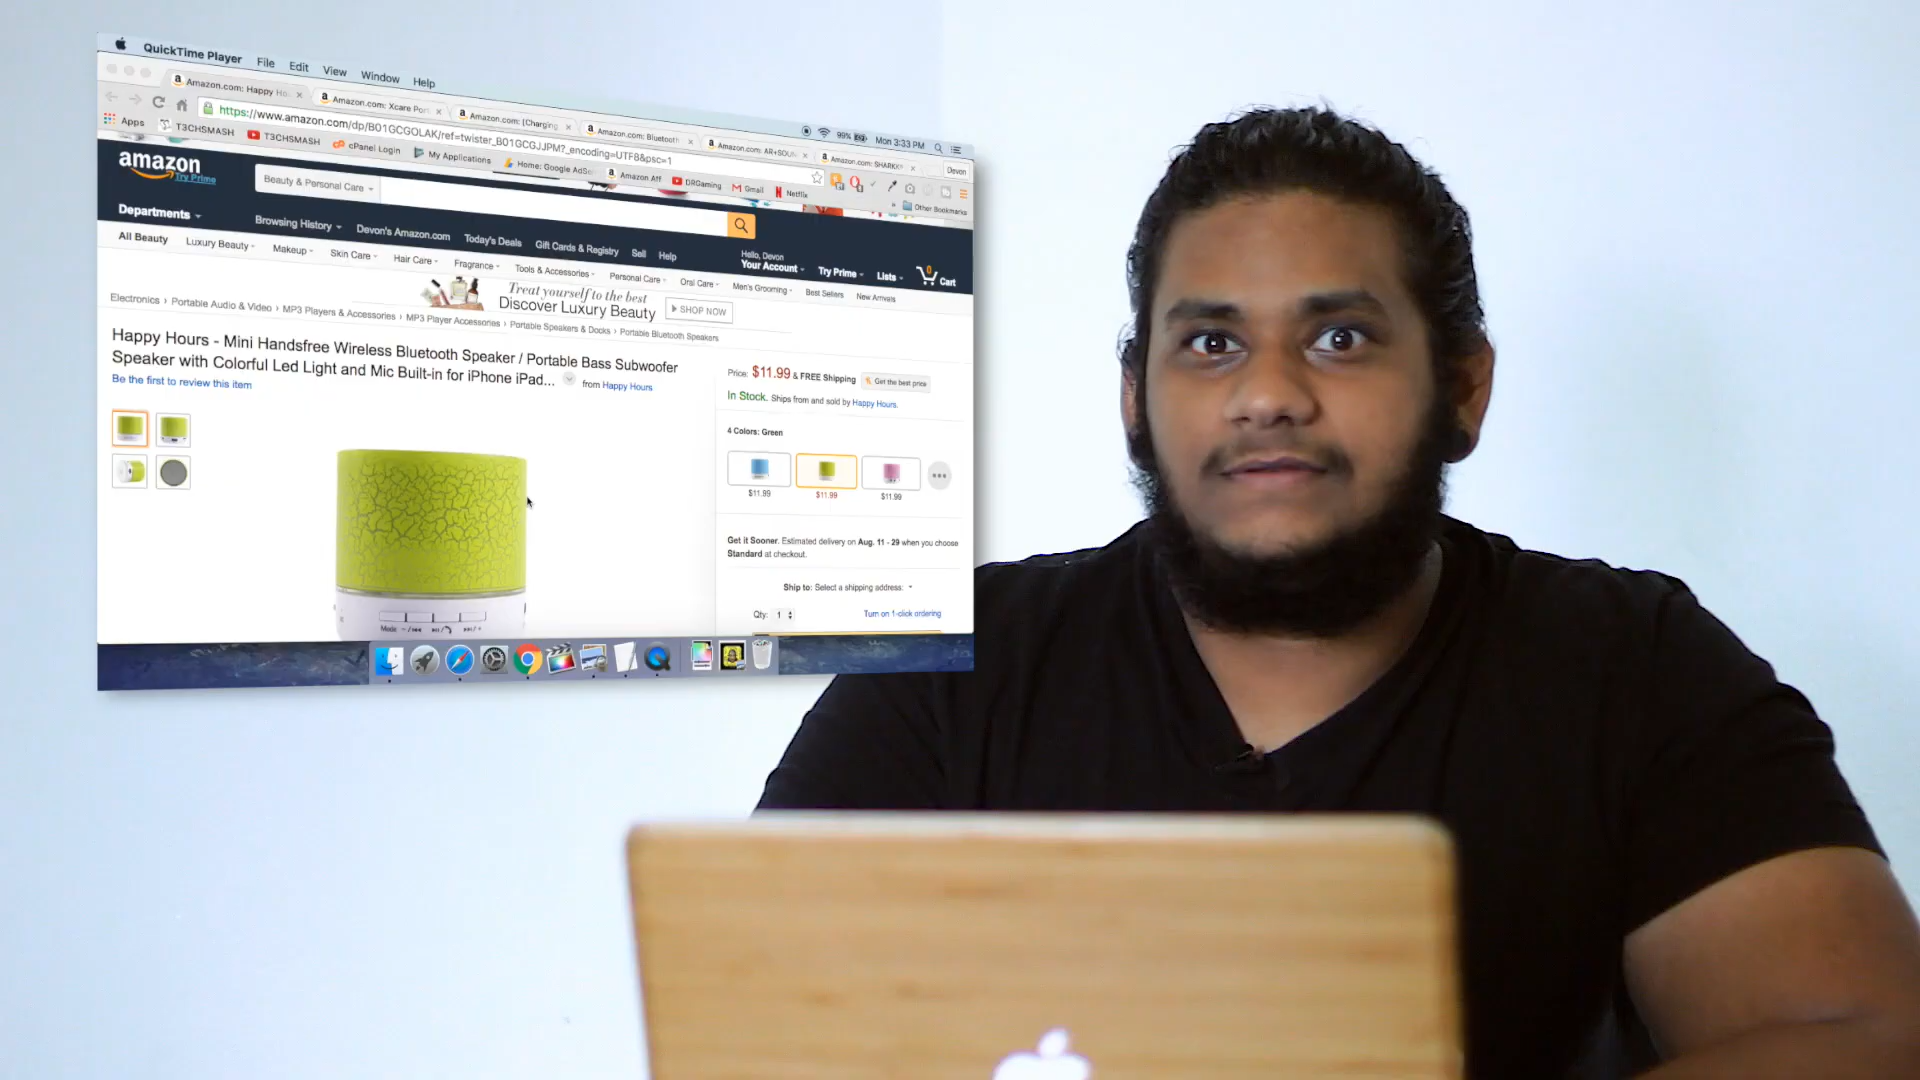 QuickTime Player File Edit View Window Help
99% Mon 3:33 PM
Amazon.com: Happy Ho
Amazon.com: Xcare Por
Amazon.com: [Charging
Amazon.com: Bluetooth
Amazon.com: AR+SOUN
Amazon.com: SHARKK
Devon
https://www.amazon.com/dp/B01GCGOLAK/ref=twister_B01GCGJJPM?_encoding=UTF8&psc=1
Apps T3CHSMASH T3CHSMASH cPanel Login My Applications Home: Google AdSe Amazon Aff DRGaming Gmail Netflix » Other Bookmarks
amazon
Try Prime
Beauty & Personal Care
Departments Browsing History Devon's Amazon.com Today's Deals Gift Cards & Registry Sell Help
Hello, Devon
Your Account Try Prime Lists 0 Cart
All Beauty Luxury Beauty Makeup Skin Care Hair Care Fragrance Tools & Accessories Personal Care Oral Care Men's Grooming Best Sellers New Arrivals
Treat yourself to the best
Discover Luxury Beauty
SHOP NOW
Electronics › Portable Audio & Video › MP3 Players & Accessories › MP3 Player Accessories › Portable Speakers & Docks › Portable Bluetooth Speakers
Happy Hours - Mini Handsfree Wireless Bluetooth Speaker / Portable Bass Subwoofer
Speaker with Colorful Led Light and Mic Built-in for iPhone iPad... from Happy Hours
Be the first to review this item
Price: $11.99 & FREE Shipping Get the best price
In Stock. Ships from and sold by Happy Hours.
4 Colors: Green
$11.99 $11.99 $11.99
Get it Sooner. Estimated delivery on Aug. 11 - 29 when you choose
Standard at checkout.
Ship to: Select a shipping address:
Qty: 1 Turn on 1-click ordering
Mode